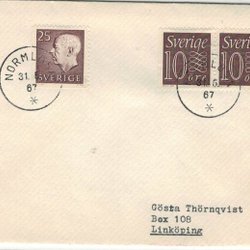 25
SVERIGE
Sverige
10
öre
Sverige
10
NORML
31
67
67
Gösta Thörnqvist
Box 108
Linköping